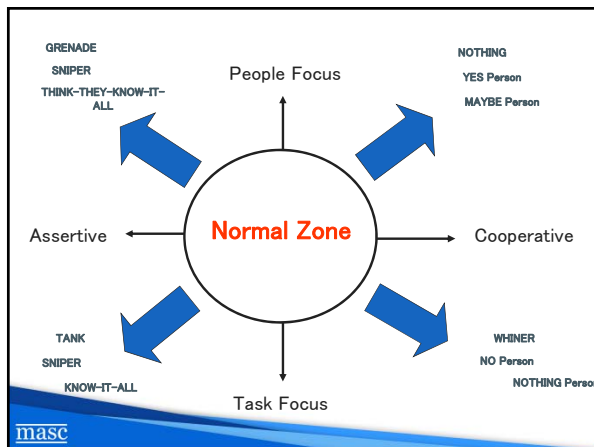 GRENADE
SNIPER
THINK-THEY-KNOW-IT-
ALL
People Focus
NOTHING
YES Person
MAYBE Person
Assertive
Normal Zone
Cooperative
TANK
SNIPER
KNOW-IT-ALL
Task Focus
WHINER
NO Person
NOTHING Person
masc